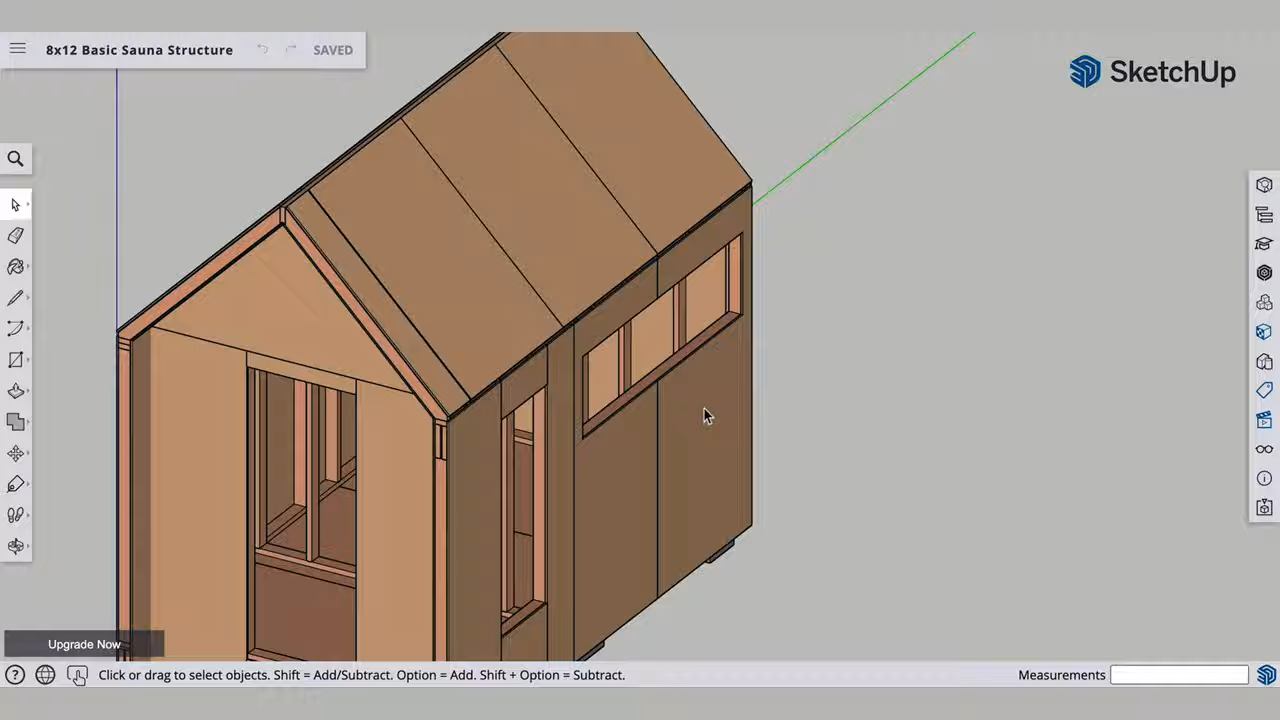 8x12 Basic Sauna Structure
SAVED
SketchUp
Upgrade Now
Click or drag to select objects. Shift = Add/Subtract. Option = Add. Shift + Option = Subtract.
Measurements